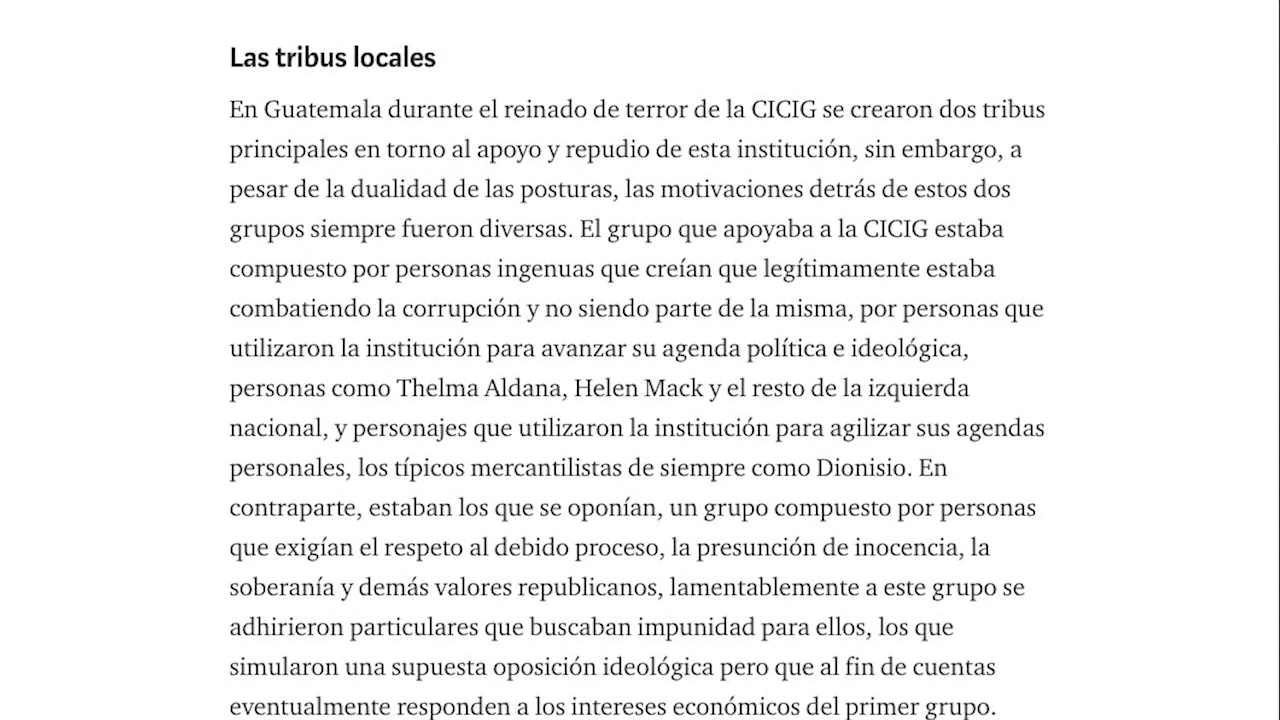 Las tribus locales
En Guatemala durante el reinado de terror de la CICIG se crearon dos tribus
principales en torno al apoyo y repudio de esta institución, sin embargo, a
pesar de la dualidad de las posturas, las motivaciones detrás de estos dos
grupos siempre fueron diversas. El grupo que apoyaba a la CICIG estaba
compuesto por personas ingenuas que creían que legítimamente estaba
combatiendo la corrupción y no siendo parte de la misma, por personas que
utilizaron la institución para avanzar su agenda política e ideológica,
personas como Thelma Aldana, Helen Mack y el resto de la izquierda
nacional, y personajes que utilizaron la institución para agilizar sus agendas
personales, los típicos mercantilistas de siempre como Dionisio. En
contraparte, estaban los que se oponían, un grupo compuesto por personas
que exigían el respeto al debido proceso, la presunción de inocencia, la
soberanía y demás valores republicanos, lamentablemente a este grupo se
adhirieron particulares que buscaban impunidad para ellos, los que
simularon una supuesta oposición ideológica pero que al fin de cuentas
eventualmente responden a los intereses económicos del primer grupo.